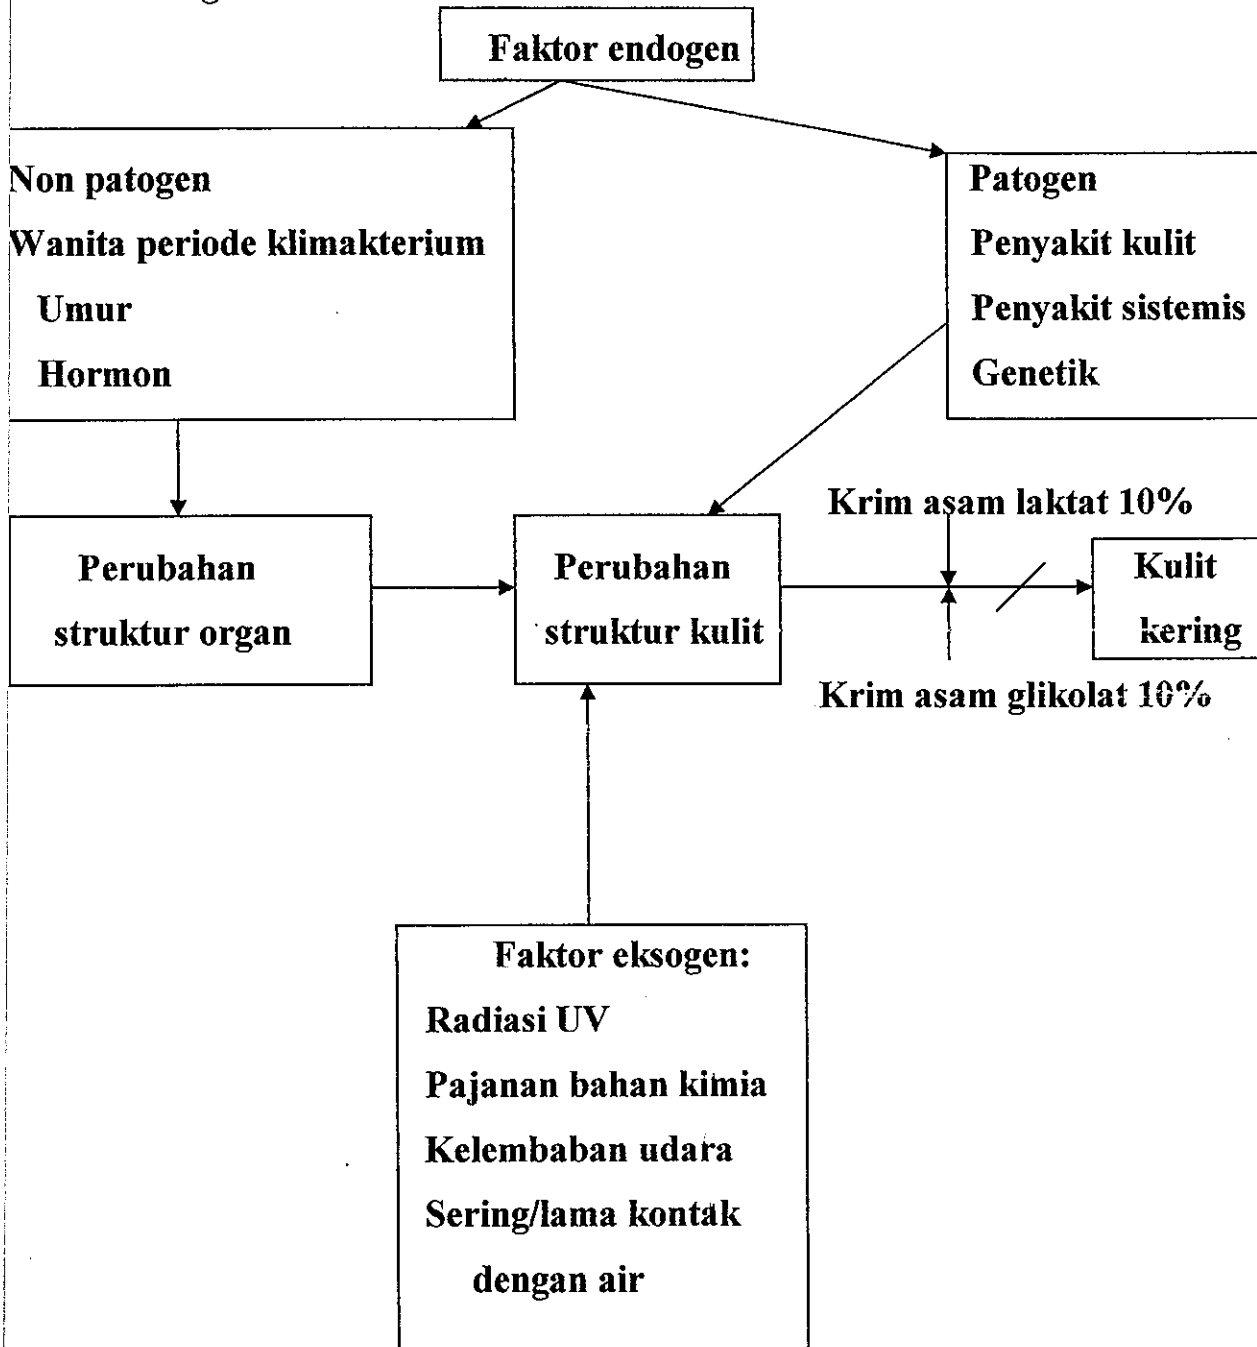 Faktor endogen
Non patogen
Wanita periode klimakterium
Umur
Hormon
Patogen
Penyakit kulit
Penyakit sistemis
Genetik
Perubahan
struktur organ
Perubahan
struktur kulit
Krim asam laktat 10%
Krim asam glikolat 10%
Kulit
kering
Faktor eksogen:
Radiasi UV
Pajanan bahan kimia
Kelembaban udara
Sering/lama kontak
dengan air